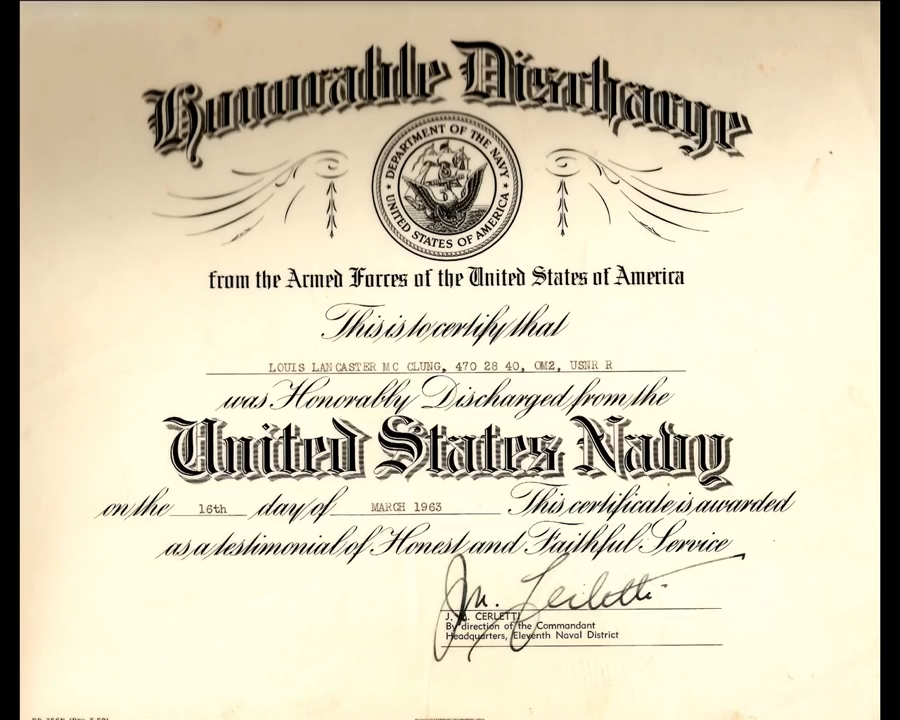 Honorable Discharge
DEPARTMENT OF THE NAVY
UNITED STATES OF AMERICA
from the Armed Forces of the United States of America
This is to certify that
LOUIS LANCASTER MC CLUNG, 470 28 40, OM2, USNR R
was Honorably Discharged from the
United States Navy
on the 16th day of MARCH 1963 This certificate is awarded
as a testimonial of Honest and Faithful Service
J. M. Cerletti
J. M. CERLETTI
By direction of the Commandant
Headquarters, Eleventh Naval District